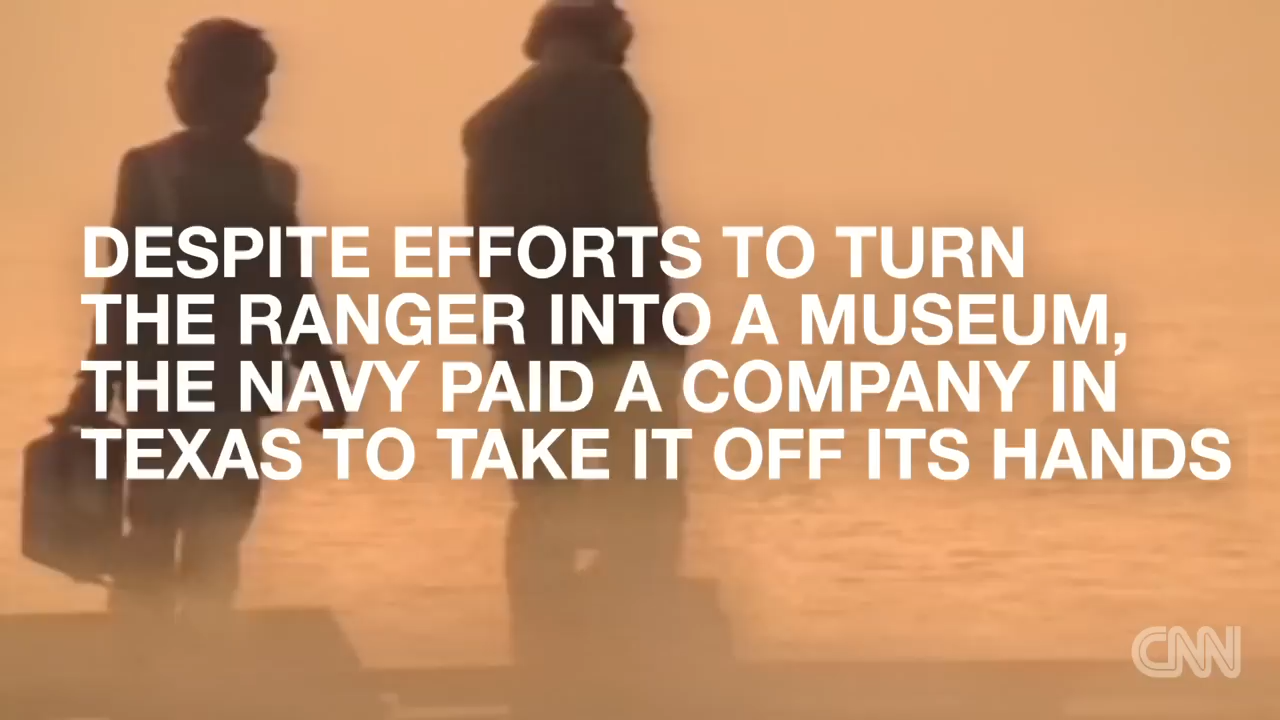 DESPITE EFFORTS TO TURN
THE RANGER INTO A MUSEUM,
THE NAVY PAID A COMPANY IN
TEXAS TO TAKE IT OFF ITS HANDS
CNN